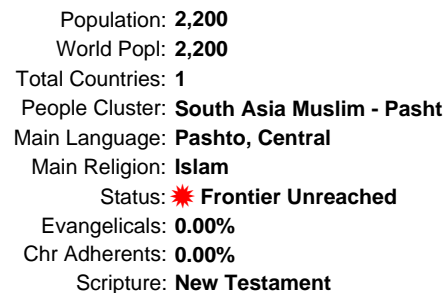 Population: 2,200
World Popl: 2,200
Total Countries: 1
People Cluster: South Asia Muslim - Pasht
Main Language: Pashto, Central
Main Religion: Islam
Status: Frontier Unreached
Evangelicals: 0.00%
Chr Adherents: 0.00%
Scripture: New Testament